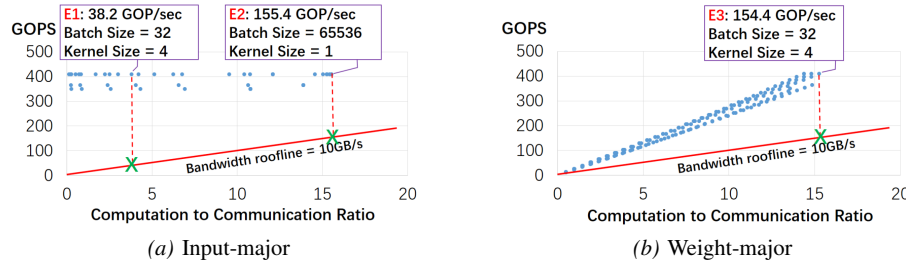 E1: 38.2 GOP/sec
Batch Size = 32
Kernel Size = 4
E2: 155.4 GOP/sec
Batch Size = 65536
Kernel Size = 1
GOPS
500
400
300
200
100
0
Bandwidth roofline = 10GB/s
0 5 10 15 20
Computation to Communication Ratio
(a) Input-major
E3: 154.4 GOP/sec
Batch Size = 32
Kernel Size = 4
GOPS
500
400
300
200
100
0
Bandwidth roofline = 10GB/s
0 5 10 15 20
Computation to Communication Ratio
(b) Weight-major